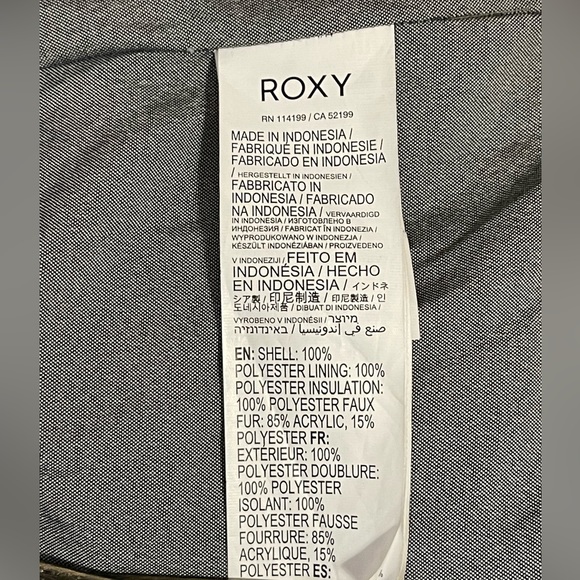 ROXY
RN 114199 / CA 52199
MADE IN INDONESIA /
FABRIQUÉ EN INDONESIE /
FABRICADO EN INDONESIA
/ HERGESTELLT IN INDONESIEN /
FABBRICATO IN
INDONESIA / FABRICADO
NA INDONESIA / VERVAARDIGD
IN INDONESIA / ИЗГОТОВЛЕНО В
ИНДОНЕЗИЯ / FABRICAT ÎN INDONEZIA /
WYPRODUKOWANO W INDONEZJA /
KÉSZÜLT INDONÉZIÁBAN / PROIZVEDENO
V INDONEZIJI / FEITO EM
INDONÉSIA / HECHO
EN INDONESIA / インドネ
シア製 / 印尼制造 / 印尼製造 / 인
도네시아제품 / DIBUAT DI INDONESIA /
VYROBENO V INDONÉSII / מיוצר
באינדונזיה / صنع في إندونيسيا
EN: SHELL: 100%
POLYESTER LINING: 100%
POLYESTER INSULATION:
100% POLYESTER FAUX
FUR: 85% ACRYLIC, 15%
POLYESTER FR:
EXTÉRIEUR: 100%
POLYESTER DOUBLURE:
100% POLYESTER
ISOLANT: 100%
POLYESTER FAUSSE
FOURRURE: 85%
ACRYLIQUE, 15%
POLYESTER ES: